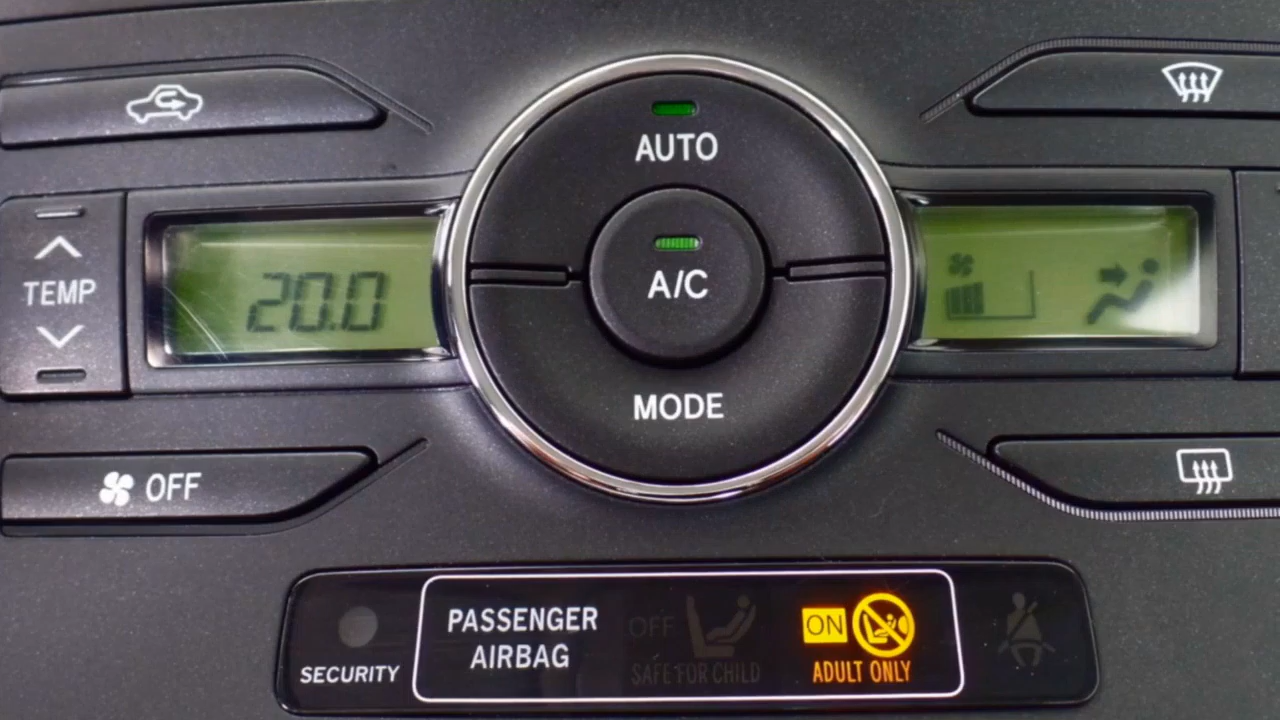 AUTO
A/C
TEMP
20.0
MODE
OFF
PASSENGER
AIRBAG
OFF
SAFE FOR CHILD
ON
ADULT ONLY
SECURITY